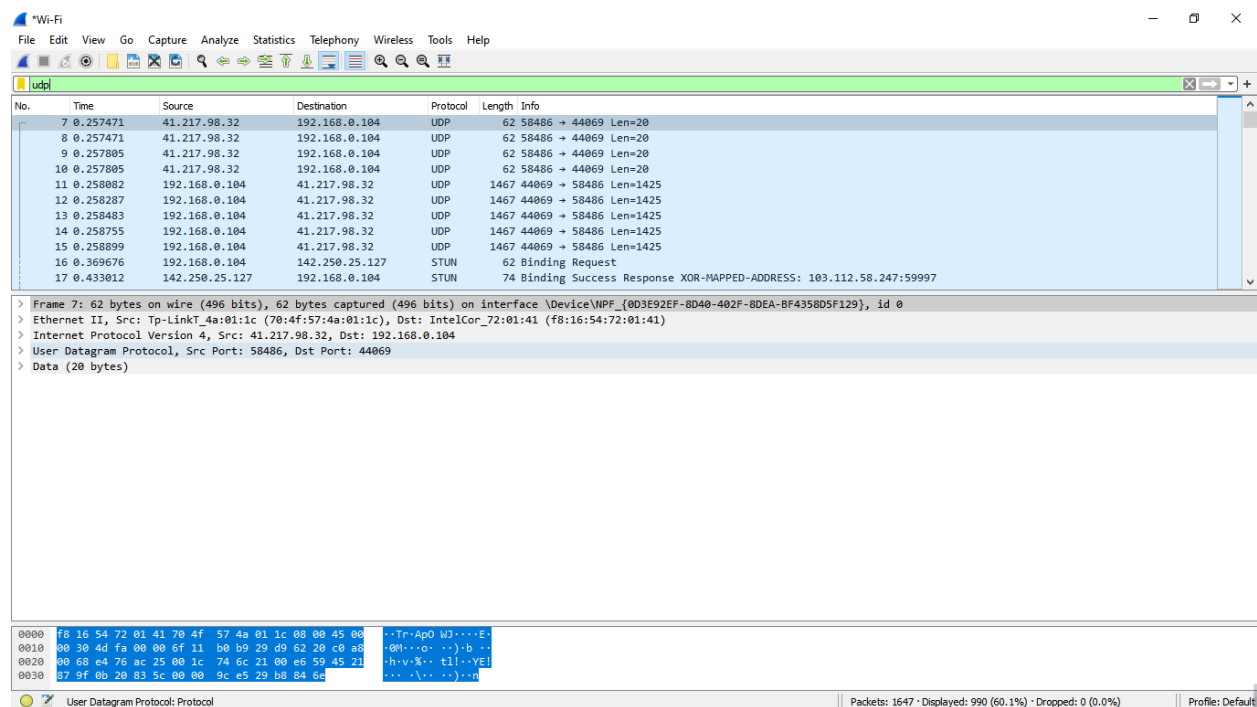 *Wi-Fi
File Edit View Go Capture Analyze Statistics Telephony Wireless Tools Help
udp
No. Time Source Destination Protocol Length Info
7 0.257471 41.217.98.32 192.168.0.104 UDP 62 58486 → 44069 Len=20
8 0.257471 41.217.98.32 192.168.0.104 UDP 62 58486 → 44069 Len=20
9 0.257805 41.217.98.32 192.168.0.104 UDP 62 58486 → 44069 Len=20
10 0.257805 41.217.98.32 192.168.0.104 UDP 62 58486 → 44069 Len=20
11 0.258082 192.168.0.104 41.217.98.32 UDP 1467 44069 → 58486 Len=1425
12 0.258287 192.168.0.104 41.217.98.32 UDP 1467 44069 → 58486 Len=1425
13 0.258483 192.168.0.104 41.217.98.32 UDP 1467 44069 → 58486 Len=1425
14 0.258755 192.168.0.104 41.217.98.32 UDP 1467 44069 → 58486 Len=1425
15 0.258899 192.168.0.104 41.217.98.32 UDP 1467 44069 → 58486 Len=1425
16 0.369676 192.168.0.104 142.250.25.127 STUN 62 Binding Request
17 0.433012 142.250.25.127 192.168.0.104 STUN 74 Binding Success Response XOR-MAPPED-ADDRESS: 103.112.58.247:59997
> Frame 7: 62 bytes on wire (496 bits), 62 bytes captured (496 bits) on interface \Device\NPF_{0D3E92EF-8D40-402F-8DEA-BF4358D5F129}, id 0
> Ethernet II, Src: Tp-LinkT_4a:01:1c (70:4f:57:4a:01:1c), Dst: IntelCor_72:01:41 (f8:16:54:72:01:41)
> Internet Protocol Version 4, Src: 41.217.98.32, Dst: 192.168.0.104
> User Datagram Protocol, Src Port: 58486, Dst Port: 44069
> Data (20 bytes)
0000 f8 16 54 72 01 41 70 4f 57 4a 01 1c 08 00 45 00 ··Tr·ApO WJ····E·
0010 00 30 4d fa 00 00 6f 11 b0 b9 29 d9 62 20 c0 a8 ·0M···o· ··)·b ··
0020 00 68 e4 76 ac 25 00 1c 74 6c 21 00 e6 59 45 21 ·h·v·%·· tl!··YE!
0030 87 9f 0b 20 83 5c 00 00 9c e5 29 b8 84 6e ··· ·\·· ··)··n
User Datagram Protocol: Protocol Packets: 1647 · Displayed: 990 (60.1%) · Dropped: 0 (0.0%) Profile: Default